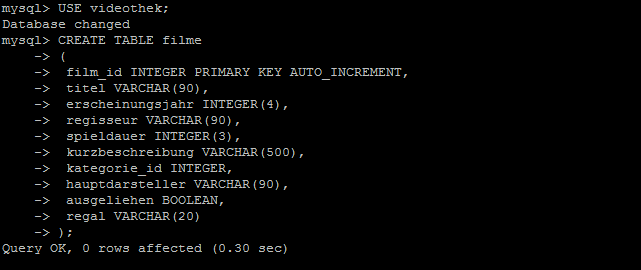 mysql> USE videothek;
Database changed
mysql> CREATE TABLE filme
    -> (
    ->  film_id INTEGER PRIMARY KEY AUTO_INCREMENT,
    ->  titel VARCHAR(90),
    ->  erscheinungsjahr INTEGER(4),
    ->  regisseur VARCHAR(90),
    ->  spieldauer INTEGER(3),
    ->  kurzbeschreibung VARCHAR(500),
    ->  kategorie_id INTEGER,
    ->  hauptdarsteller VARCHAR(90),
    ->  ausgeliehen BOOLEAN,
    ->  regal VARCHAR(20)
    -> );
Query OK, 0 rows affected (0.30 sec)